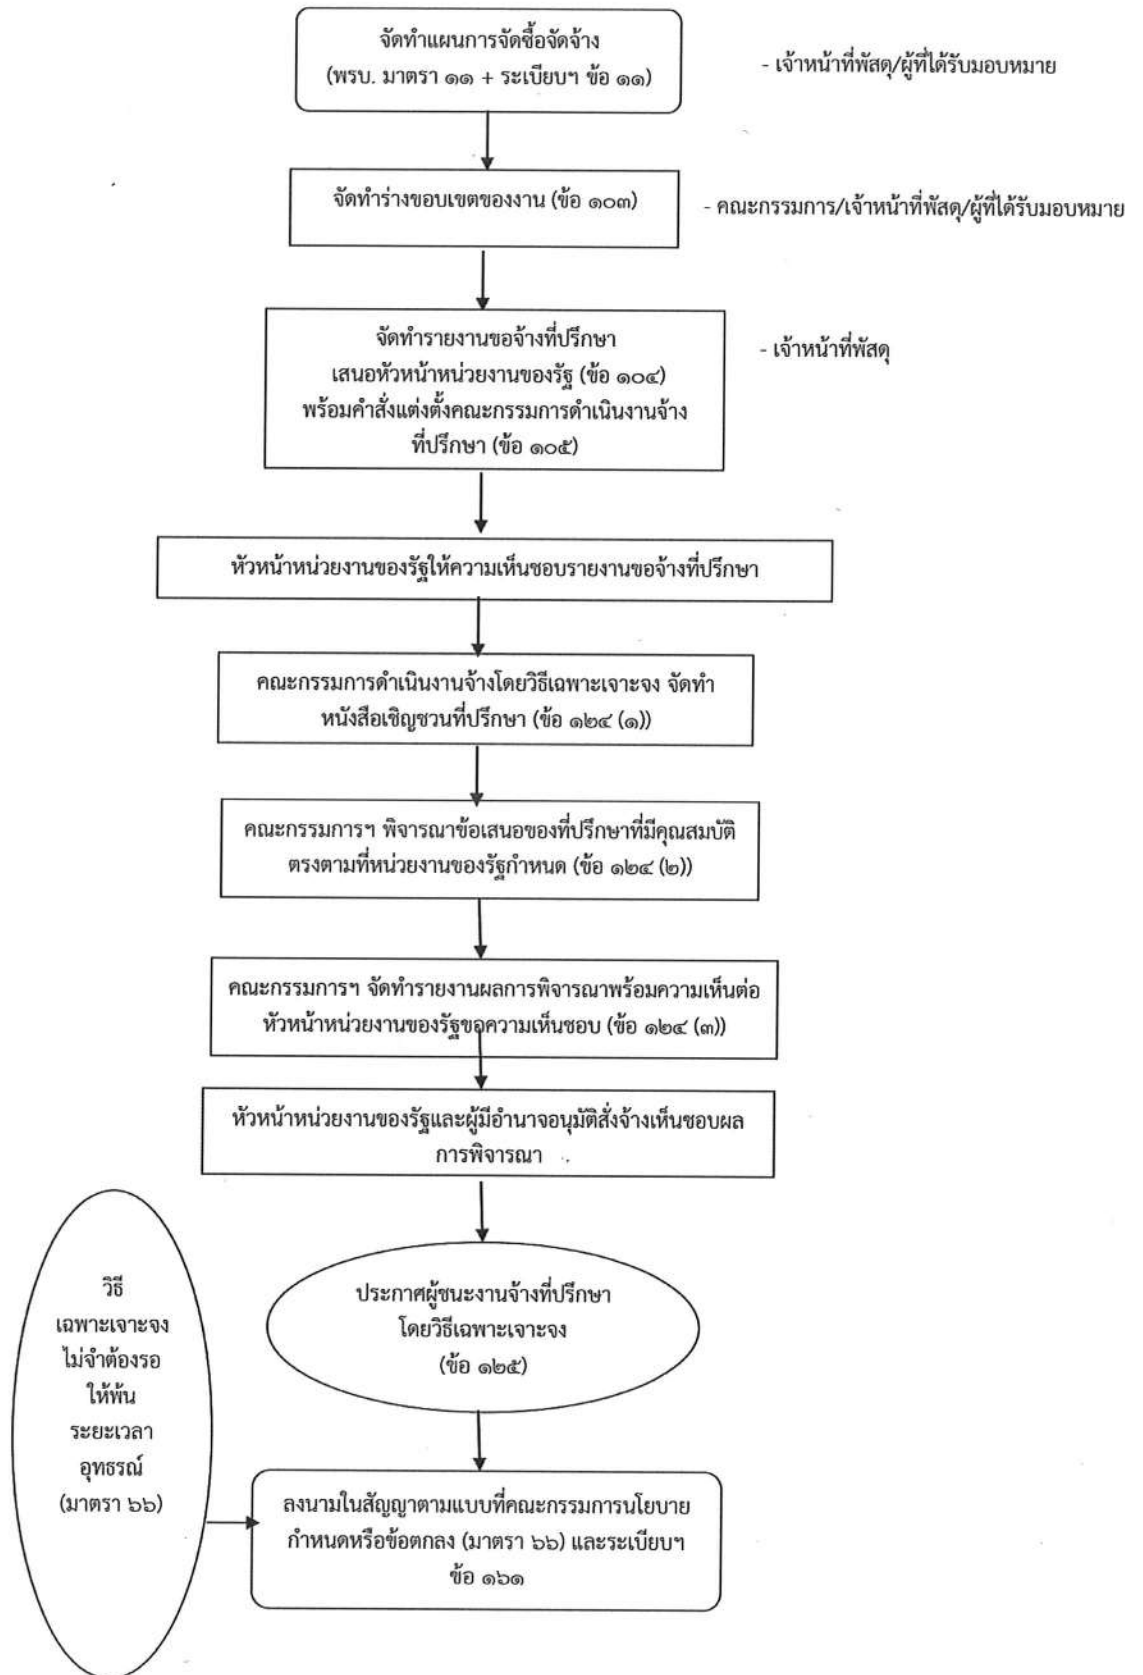 จัดทำแผนการจัดซื้อจัดจ้าง
(พรบ. มาตรา ๑๑ + ระเบียบฯ ข้อ ๑๑)
- เจ้าหน้าที่พัสดุ/ผู้ที่ได้รับมอบหมาย
จัดทำร่างขอบเขตของงาน (ข้อ ๑๐๓)
- คณะกรรมการ/เจ้าหน้าที่พัสดุ/ผู้ที่ได้รับมอบหมาย
จัดทำรายงานขอจ้างที่ปรึกษา
เสนอหัวหน้าหน่วยงานของรัฐ (ข้อ ๑๐๔)
พร้อมคำสั่งแต่งตั้งคณะกรรมการดำเนินงานจ้าง
ที่ปรึกษา (ข้อ ๑๐๕)
- เจ้าหน้าที่พัสดุ
หัวหน้าหน่วยงานของรัฐให้ความเห็นชอบรายงานขอจ้างที่ปรึกษา
คณะกรรมการดำเนินงานจ้างโดยวิธีเฉพาะเจาะจง จัดทำ
หนังสือเชิญชวนที่ปรึกษา (ข้อ ๑๒๔ (๑))
คณะกรรมการฯ พิจารณาข้อเสนอของที่ปรึกษาที่มีคุณสมบัติ
ตรงตามที่หน่วยงานของรัฐกำหนด (ข้อ ๑๒๔ (๒))
คณะกรรมการฯ จัดทำรายงานผลการพิจารณาพร้อมความเห็นต่อ
หัวหน้าหน่วยงานของรัฐขอความเห็นชอบ (ข้อ ๑๒๔ (๓))
หัวหน้าหน่วยงานของรัฐและผู้มีอำนาจอนุมัติสั่งจ้างเห็นชอบผล
การพิจารณา
ประกาศผู้ชนะงานจ้างที่ปรึกษา
โดยวิธีเฉพาะเจาะจง
(ข้อ ๑๒๕)
วิธี
เฉพาะเจาะจง
ไม่จำต้องรอ
ให้พ้น
ระยะเวลา
อุทธรณ์
(มาตรา ๖๖)
ลงนามในสัญญาตามแบบที่คณะกรรมการนโยบาย
กำหนดหรือข้อตกลง (มาตรา ๖๖) และระเบียบฯ
ข้อ ๑๖๑